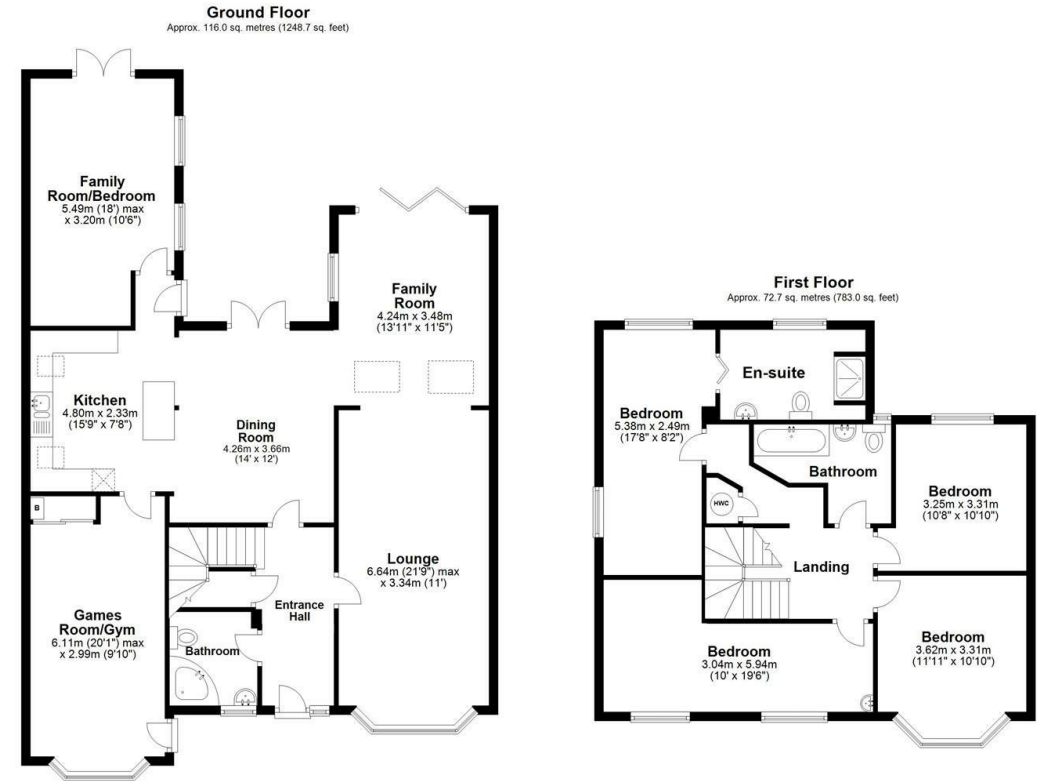 Ground Floor
Approx. 116.0 sq. metres (1248.7 sq. feet)
Family
Room/Bedroom
5.49m (18') max
x 3.20m (10'6")
Family
Room
4.24m x 3.48m
(13'11" x 11'5")
Kitchen
4.80m x 2.33m
(15'9" x 7'8")
Dining
Room
4.26m x 3.66m
(14' x 12')
B
Lounge
6.64m (21'9") max
x 3.34m (11')
Entrance
Hall
Games
Room/Gym
6.11m (20'1") max
x 2.99m (9'10")
Bathroom
First Floor
Approx. 72.7 sq. metres (783.0 sq. feet)
En-suite
Bedroom
5.38m x 2.49m
(17'8" x 8'2")
Bathroom
Bedroom
3.25m x 3.31m
(10'8" x 10'10")
HWC
Landing
Bedroom
3.04m x 5.94m
(10' x 19'6")
Bedroom
3.62m x 3.31m
(11'11" x 10'10")